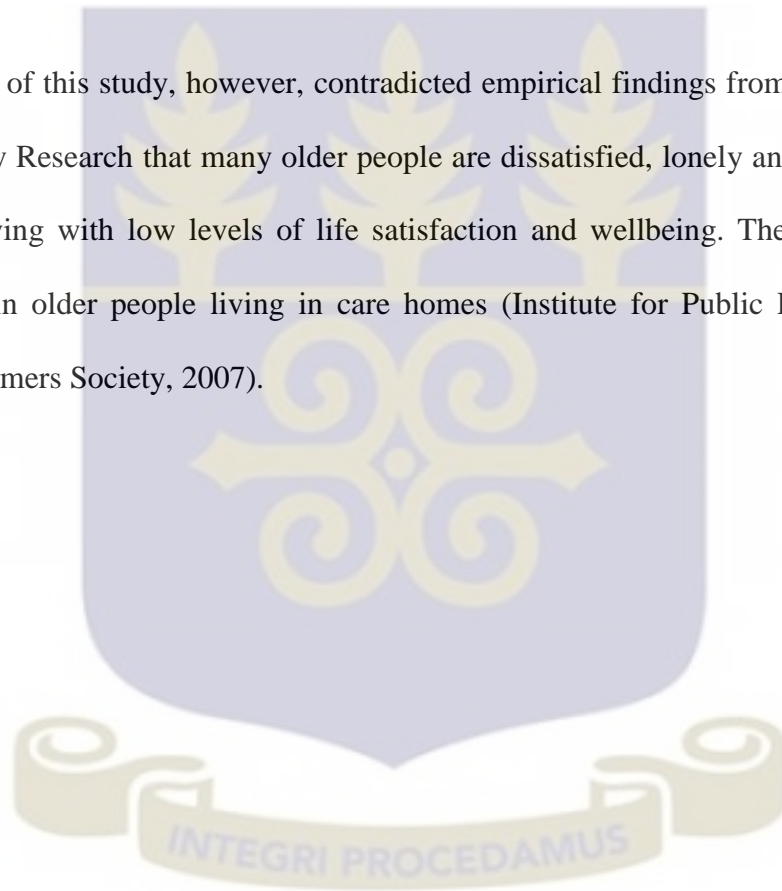 of this study, however, contradicted empirical findings from
Research that many older people are dissatisfied, lonely an
ing with low levels of life satisfaction and wellbeing. The
n older people living in care homes (Institute for Public
mers Society, 2007).
INTEGRI PROCEDAMUS